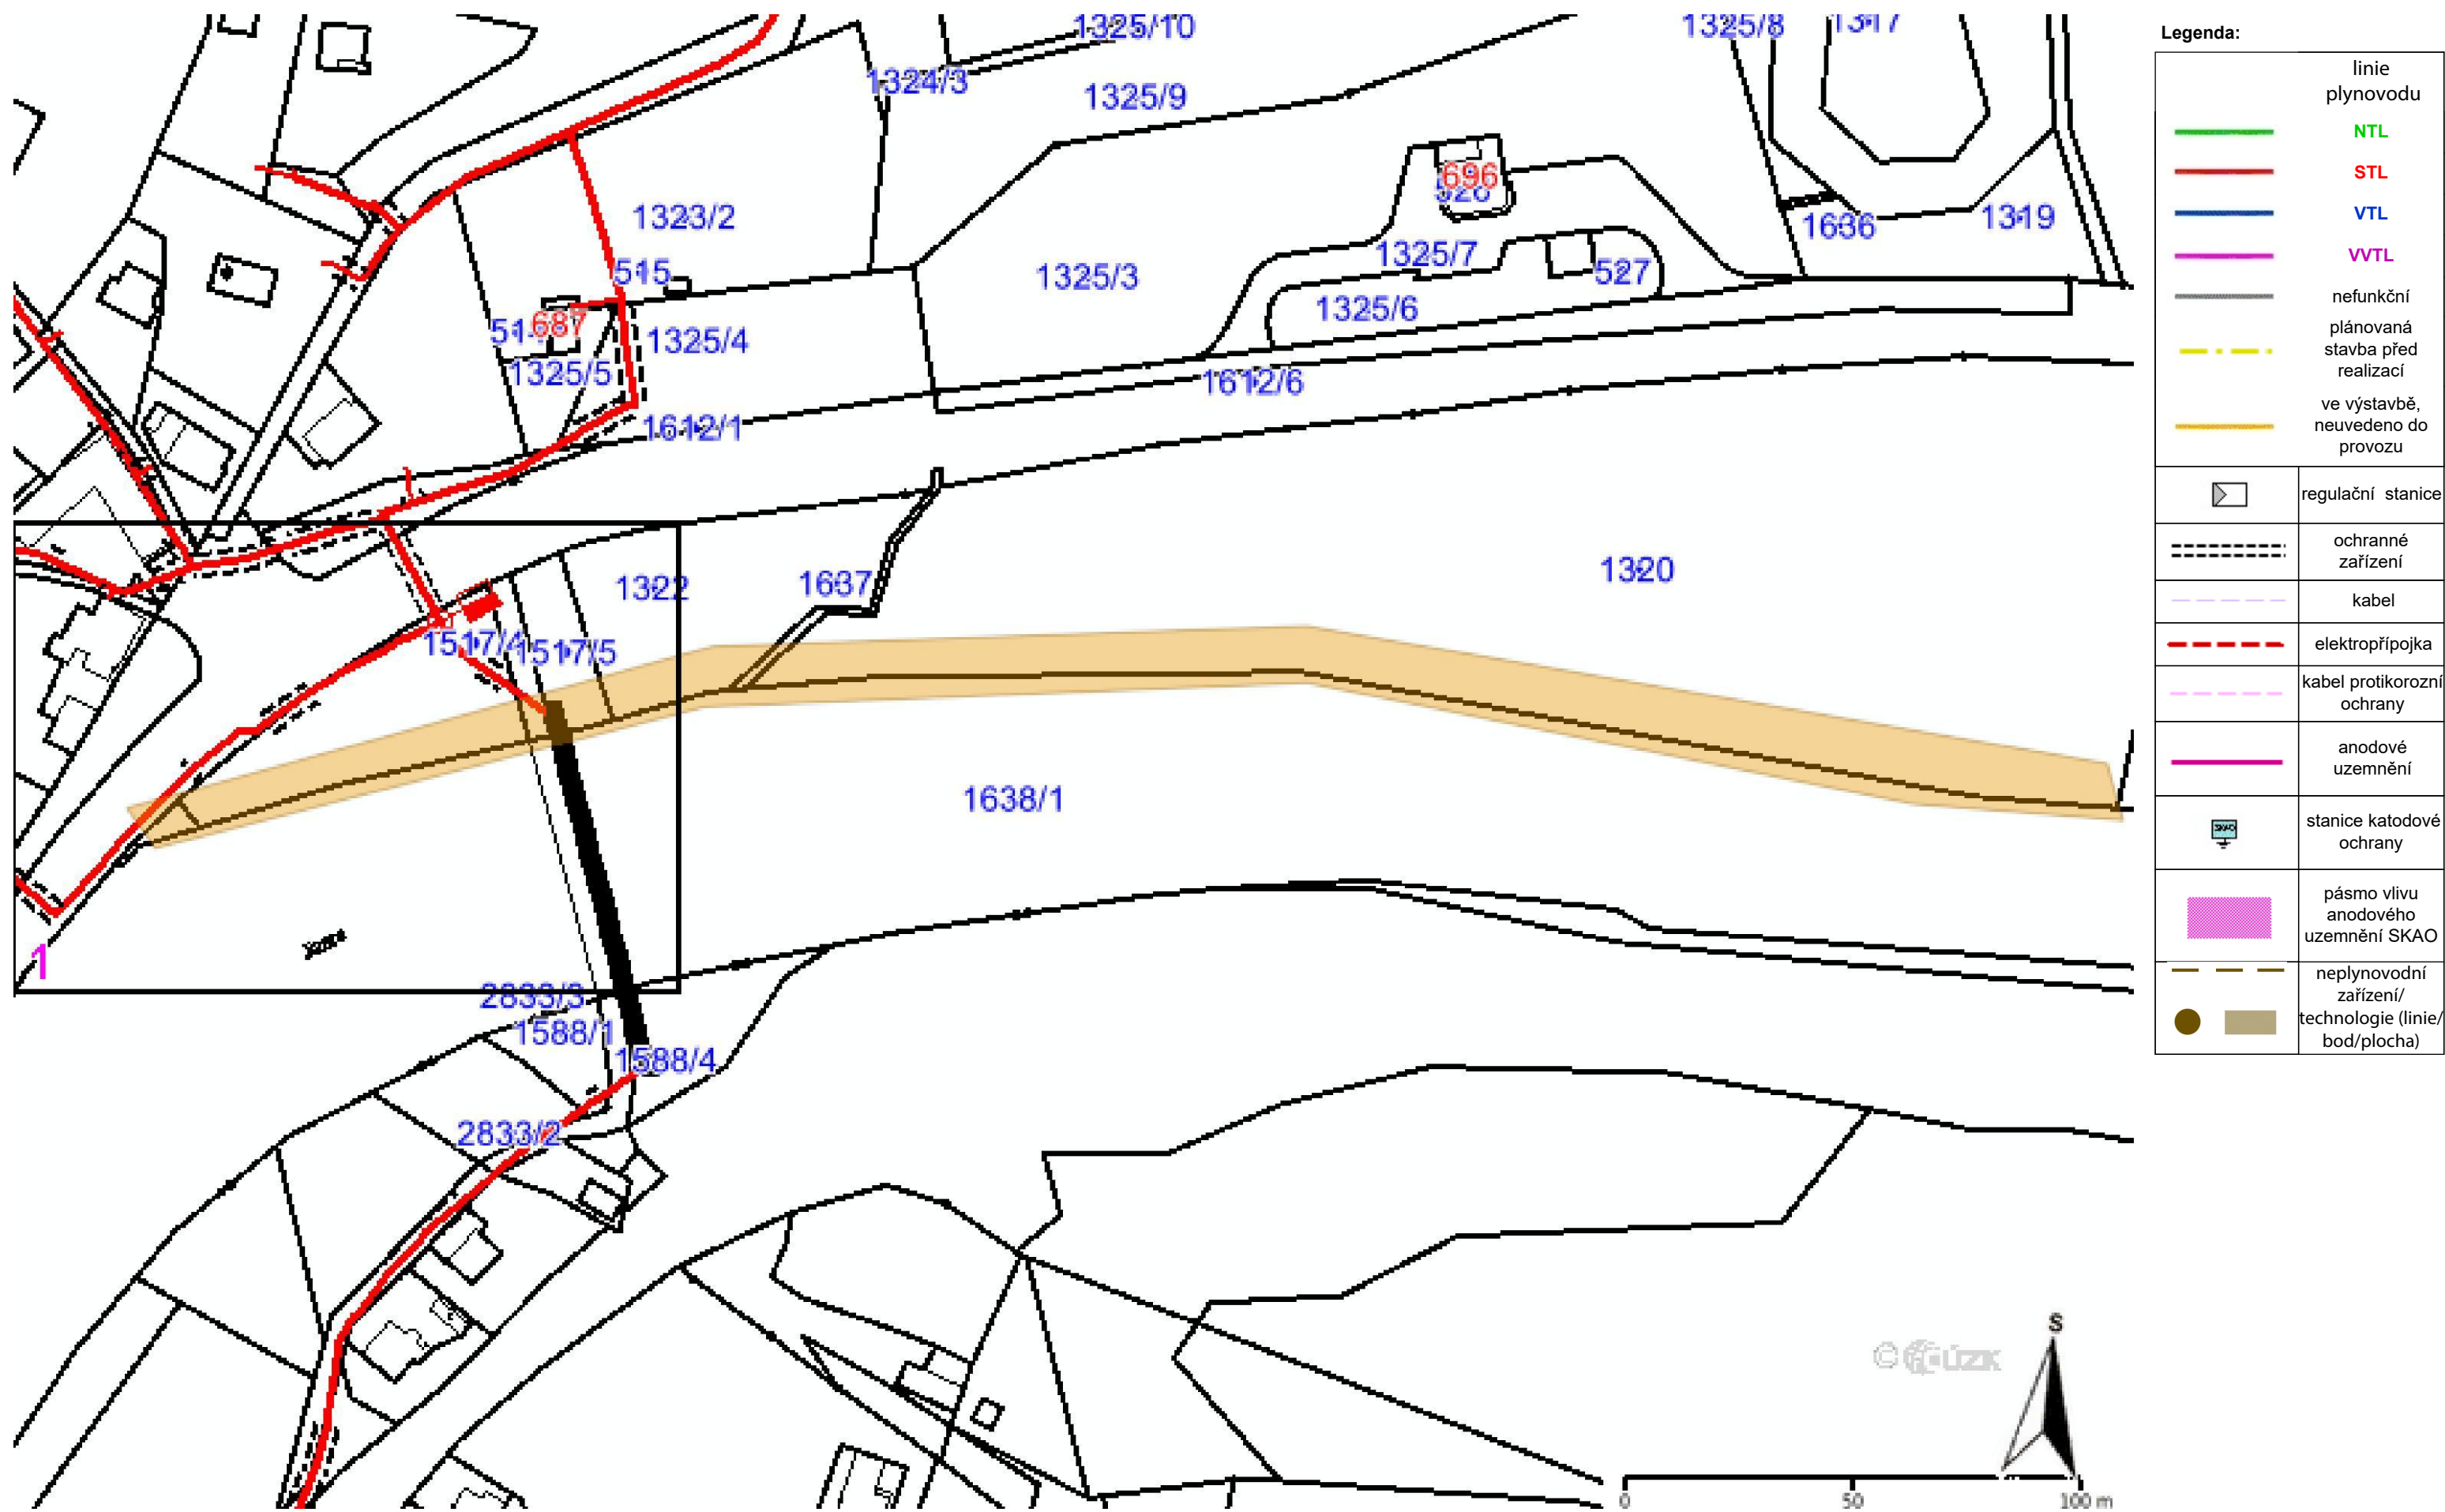 1325/10
1325/8
1317
1324/3
1325/9
1323/2
696
1636
1319
515
1325/3
1325/7
527
687
1325/4
1325/6
1325/5
1612/6
1612/1
1322
1637
1320
1517/4
1517/5
1638/1
1
2833/3
1588/1
1588/4
2833/2
S
0 50 100 m
Legenda:
linie
plynovodu
NTL
STL
VTL
VVTL
nefunkční
plánovaná
stavba před
realizací
ve výstavbě,
neuvedeno do
provozu
regulační stanice
ochranné
zařízení
kabel
elektropřípojka
kabel protikorozní
ochrany
anodové
uzemnění
SKAO
stanice katodové
ochrany
pásmo vlivu
anodového
uzemnění SKAO
neplynovodní
zařízení/
technologie (linie/
bod/plocha)